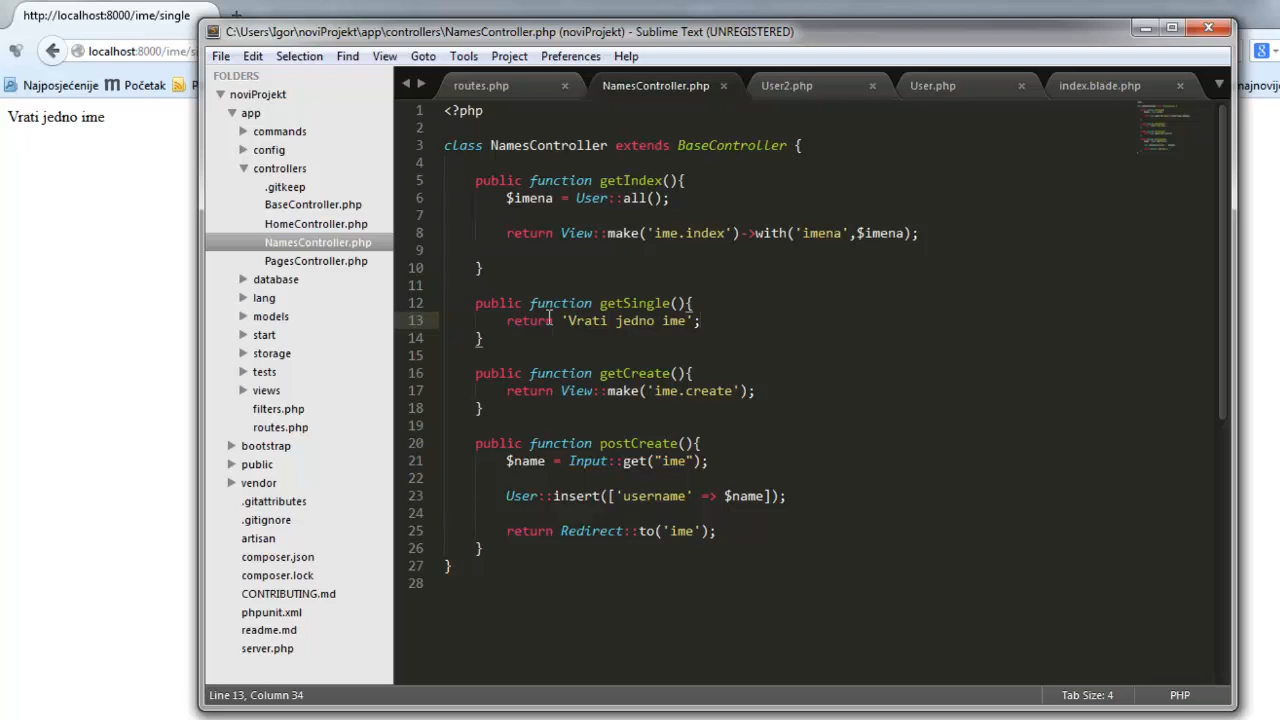 http://localhost:8000/ime/single
localhost:8000/ime/s
Najposjećenije
Početak
C:\Users\Igor\noviProjekt\app\controllers\NamesController.php (noviProjekt) - Sublime Text (UNREGISTERED)
File Edit Selection Find View Goto Tools Project Preferences Help
Vrati jedno ime
FOLDERS
noviProjekt
app
commands
config
controllers
.gitkeep
BaseController.php
HomeController.php
NamesController.php
PagesController.php
database
lang
models
start
storage
tests
views
filters.php
routes.php
bootstrap
public
vendor
.gitattributes
.gitignore
artisan
composer.json
composer.lock
CONTRIBUTING.md
phpunit.xml
readme.md
server.php
routes.php NamesController.php User2.php User.php index.blade.php
1 <?php
2
3 class NamesController extends BaseController {
4
5 public function getIndex(){
6 $imena = User::all();
7
8 return View::make('ime.index')->with('imena',$imena);
9
10 }
11
12 public function getSingle(){
13 return 'Vrati jedno ime';
14 }
15
16 public function getCreate(){
17 return View::make('ime.create');
18 }
19
20 public function postCreate(){
21 $name = Input::get("ime");
22
23 User::insert(['username' => $name]);
24
25 return Redirect::to('ime');
26 }
27 }
28
Line 13, Column 34
Tab Size: 4
PHP